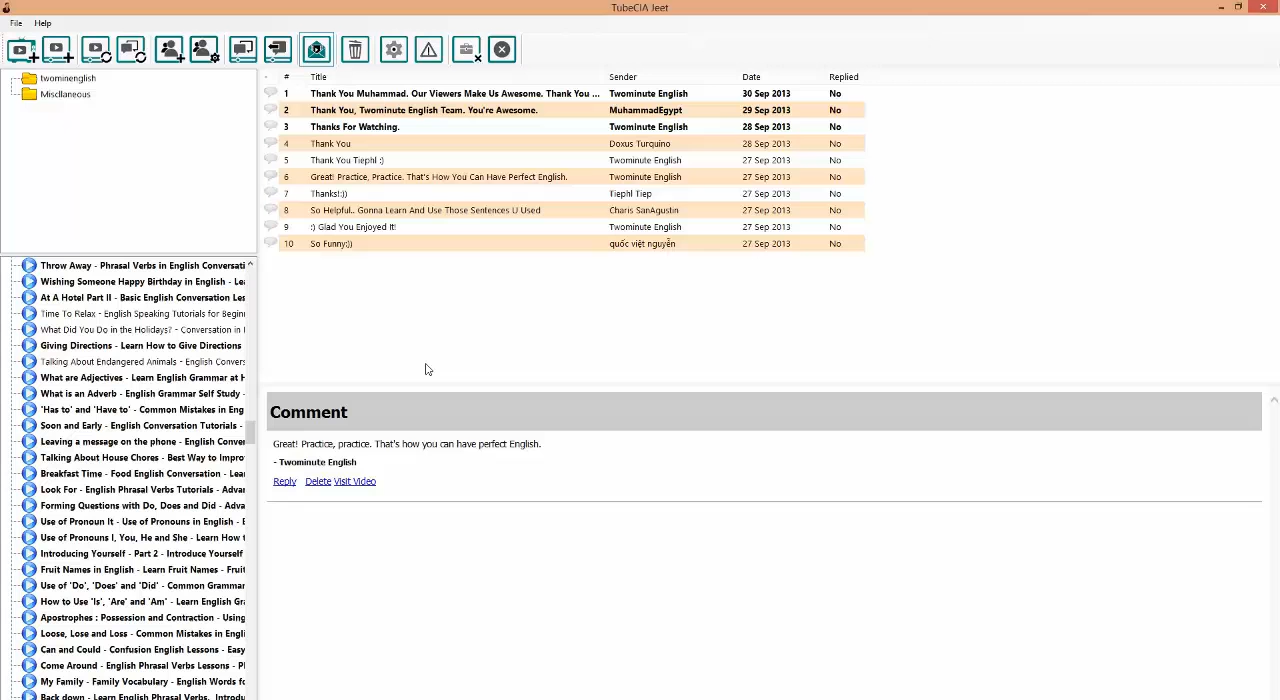 TubeCIA Jeet
File Help
twominenglish
Miscllaneous
# Title Sender Date Replied
1 Thank You Muhammad. Our Viewers Make Us Awesome. Thank You ... Twominute English 30 Sep 2013 No
2 Thank You, Twominute English Team. You're Awesome. MuhammadEgypt 29 Sep 2013 No
3 Thanks For Watching. Twominute English 28 Sep 2013 No
4 Thank You Doxus Turquino 28 Sep 2013 No
5 Thank You Tiephl :) Twominute English 27 Sep 2013 No
6 Great! Practice, Practice. That's How You Can Have Perfect English. Twominute English 27 Sep 2013 No
7 Thanks!:)) Tiephl Tiep 27 Sep 2013 No
8 So Helpful.. Gonna Learn And Use Those Sentences U Used Charis SanAgustin 27 Sep 2013 No
9 :) Glad You Enjoyed It! Twominute English 27 Sep 2013 No
10 So Funny:)) quốc việt nguyễn 27 Sep 2013 No
Throw Away - Phrasal Verbs in English Conversati
Wishing Someone Happy Birthday in English - Lea
At A Hotel Part II - Basic English Conversation Les
Time To Relax - English Speaking Tutorials for Begin
What Did You Do in the Holidays? - Conversation in
Giving Directions - Learn How to Give Directions
Talking About Endangered Animals - English Convers
What are Adjectives - Learn English Grammar at H
What is an Adverb - English Grammar Self Study -
'Has to' and 'Have to' - Common Mistakes in Eng
Soon and Early - English Conversation Tutorials -
Leaving a message on the phone - English Conver
Talking About House Chores - Best Way to Impro
Breakfast Time - Food English Conversation - Lea
Look For - English Phrasal Verbs Tutorials - Advan
Forming Questions with Do, Does and Did - Adva
Use of Pronoun It - Use of Pronouns in English - E
Use of Pronouns I, You, He and She - Learn How t
Introducing Yourself - Part 2 - Introduce Yourself
Fruit Names in English - Learn Fruit Names - Fruit
Use of 'Do', 'Does' and 'Did' - Common Grammar
How to Use 'Is', 'Are' and 'Am' - Learn English Gr
Apostrophes : Possession and Contraction - Using
Loose, Lose and Loss - Common Mistakes in Engli
Can and Could - Confusion English Lessons - Easy
Come Around - English Phrasal Verbs Lessons - Pl
My Family - Family Vocabulary - English Words fo
Back down - Learn English Phrasal Verbs. Introdu
Comment
Great! Practice, practice. That's how you can have perfect English.
- Twominute English
Reply Delete Visit Video